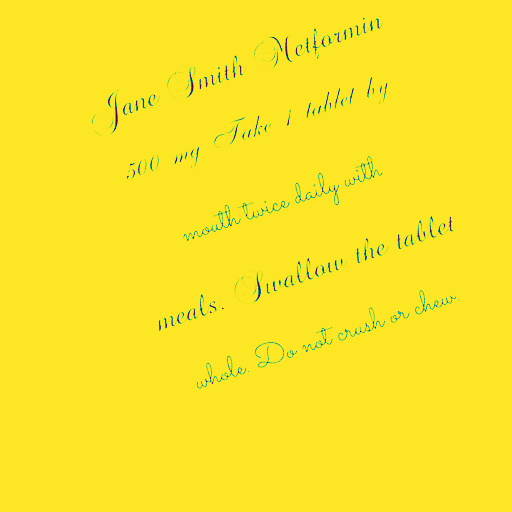 Jane Smith Metformin
500 mg Take 1 tablet by
mouth twice daily with
meals. Swallow the tablet
whole. Do not crush or chew